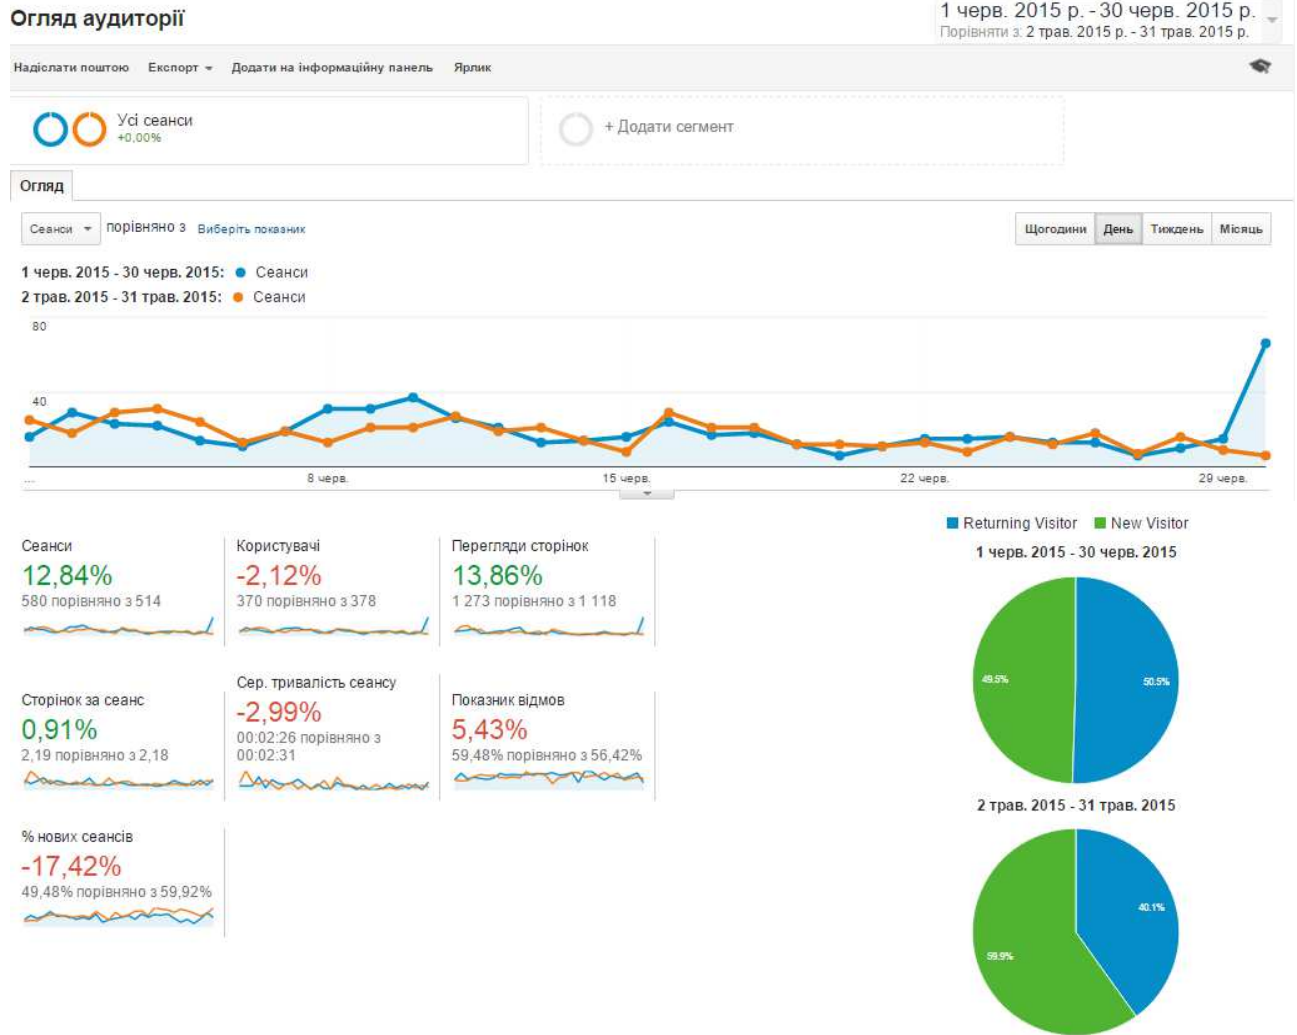 Огляд аудиторії
1 черв. 2015 р. - 30 черв. 2015 р.
Порівняти з: 2 трав. 2015 р. - 31 трав. 2015 р.
Надіслати поштою Експорт Додати на інформаційну панель Ярлик
Усі сеанси
+0,00%
+ Додати сегмент
Огляд
Сеанси порівняно з Виберіть показник
Щогодини День Тиждень Місяць
1 черв. 2015 - 30 черв. 2015: Сеанси
2 трав. 2015 - 31 трав. 2015: Сеанси
80
40
... 8 черв. 15 черв. 22 черв. 29 черв.
Returning Visitor New Visitor
1 черв. 2015 - 30 черв. 2015
49.5% 50.5%
2 трав. 2015 - 31 трав. 2015
40.1%
59.9%
Сеанси
12,84%
580 порівняно з 514
Користувачі
-2,12%
370 порівняно з 378
Перегляди сторінок
13,86%
1 273 порівняно з 1 118
Сторінок за сеанс
0,91%
2,19 порівняно з 2,18
Сер. тривалість сеансу
-2,99%
00:02:26 порівняно з
00:02:31
Показник відмов
5,43%
59,48% порівняно з 56,42%
% нових сеансів
-17,42%
49,48% порівняно з 59,92%